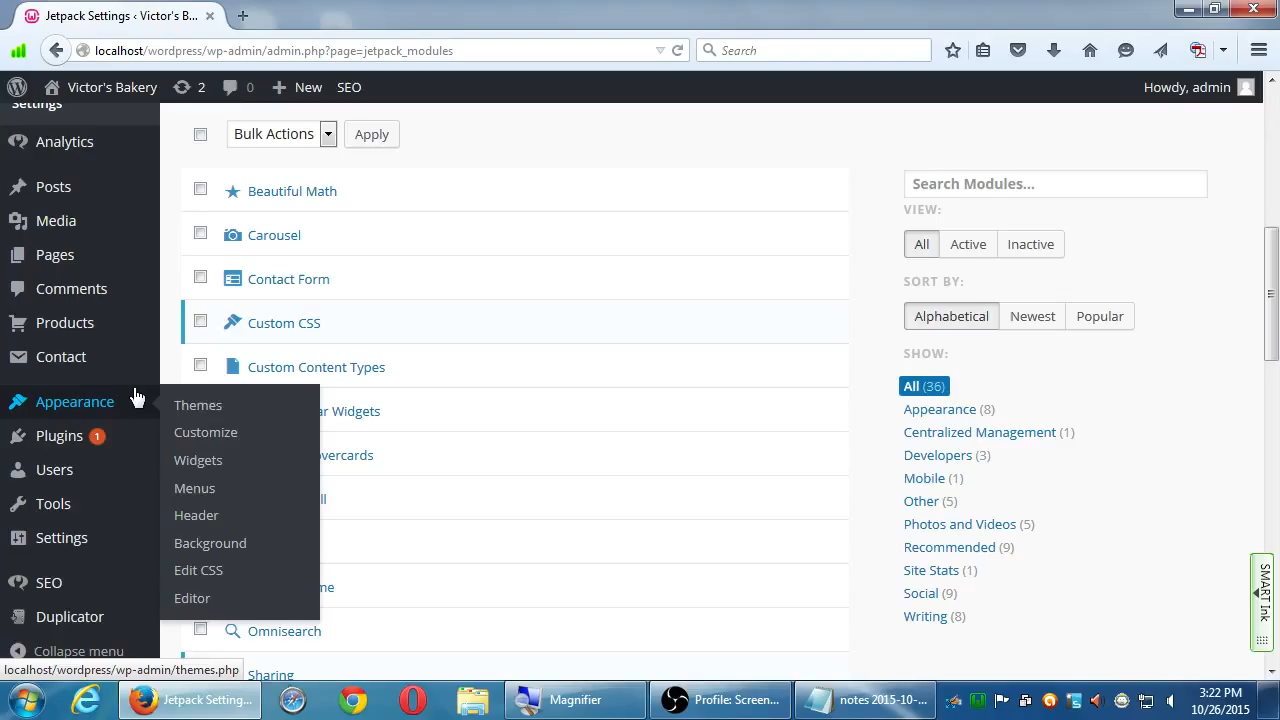 Jetpack Settings ‹ Victor's B...
localhost/wordpress/wp-admin/admin.php?page=jetpack_modules
Search
Victor's Bakery
2
0
New
SEO
Howdy, admin
Settings
Analytics
Posts
Media
Pages
Comments
Products
Contact
Appearance
Plugins 1
Users
Tools
Settings
SEO
Duplicator
Collapse menu
Themes
Customize
Widgets
Menus
Header
Background
Edit CSS
Editor
Bulk Actions
Apply
Beautiful Math
Carousel
Contact Form
Custom CSS
Custom Content Types
ar Widgets
overcards
ll
me
Omnisearch
Sharing
Search Modules...
VIEW:
All Active Inactive
SORT BY:
Alphabetical Newest Popular
SHOW:
All (36)
Appearance (8)
Centralized Management (1)
Developers (3)
Mobile (1)
Other (5)
Photos and Videos (5)
Recommended (9)
Site Stats (1)
Social (9)
Writing (8)
SMART Ink
localhost/wordpress/wp-admin/themes.php
Jetpack Setting...
Magnifier
Profile: Screen...
notes 2015-10-...
3:22 PM
10/26/2015